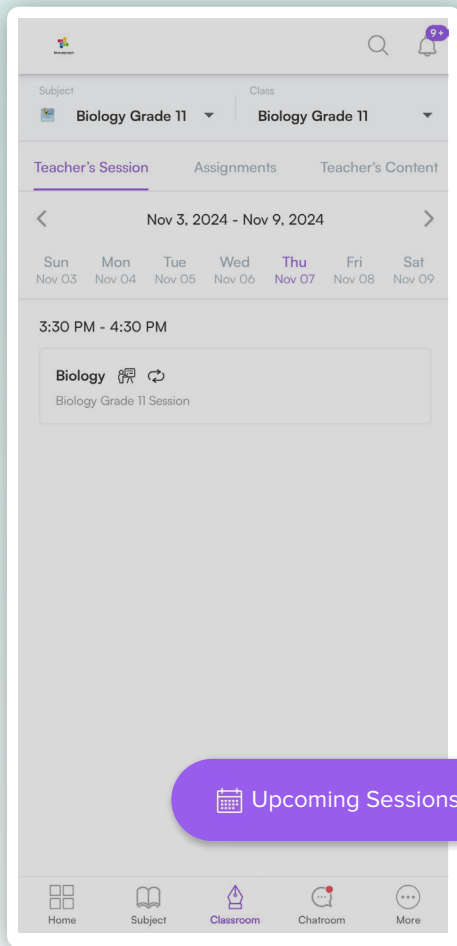 9+
Subject Class
Biology Grade 11 Biology Grade 11
Teacher's Session Assignments Teacher's Content
Nov 3, 2024 - Nov 9, 2024
Sun Mon Tue Wed Thu Fri Sat
Nov 03 Nov 04 Nov 05 Nov 06 Nov 07 Nov 08 Nov 09
3:30 PM - 4:30 PM
Biology
Biology Grade 11 Session
Upcoming Sessions
Home Subject Classroom Chatroom More